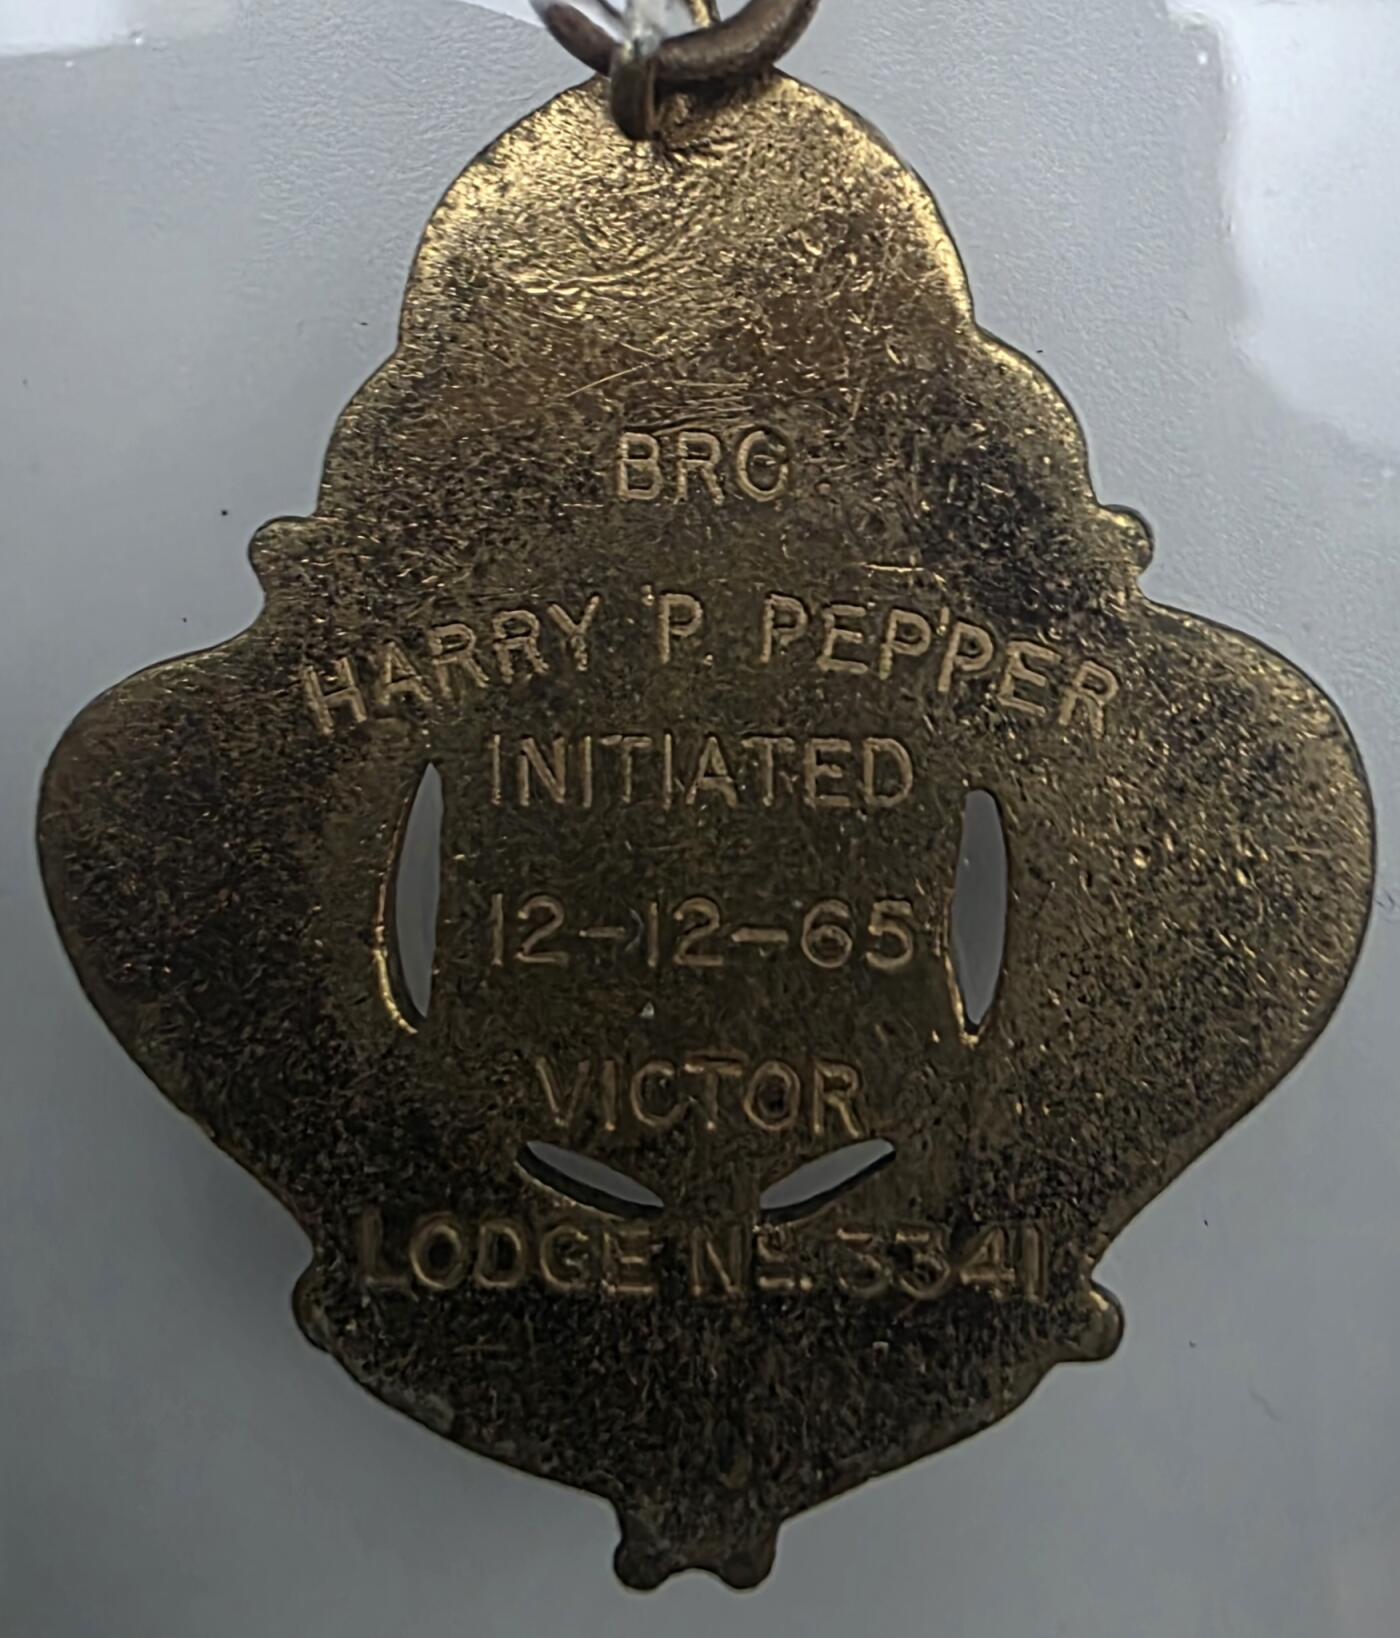 BRO
HARRY P. PEPPER
INITIATED
12-12-65
VICTOR
LODGE No. 3341